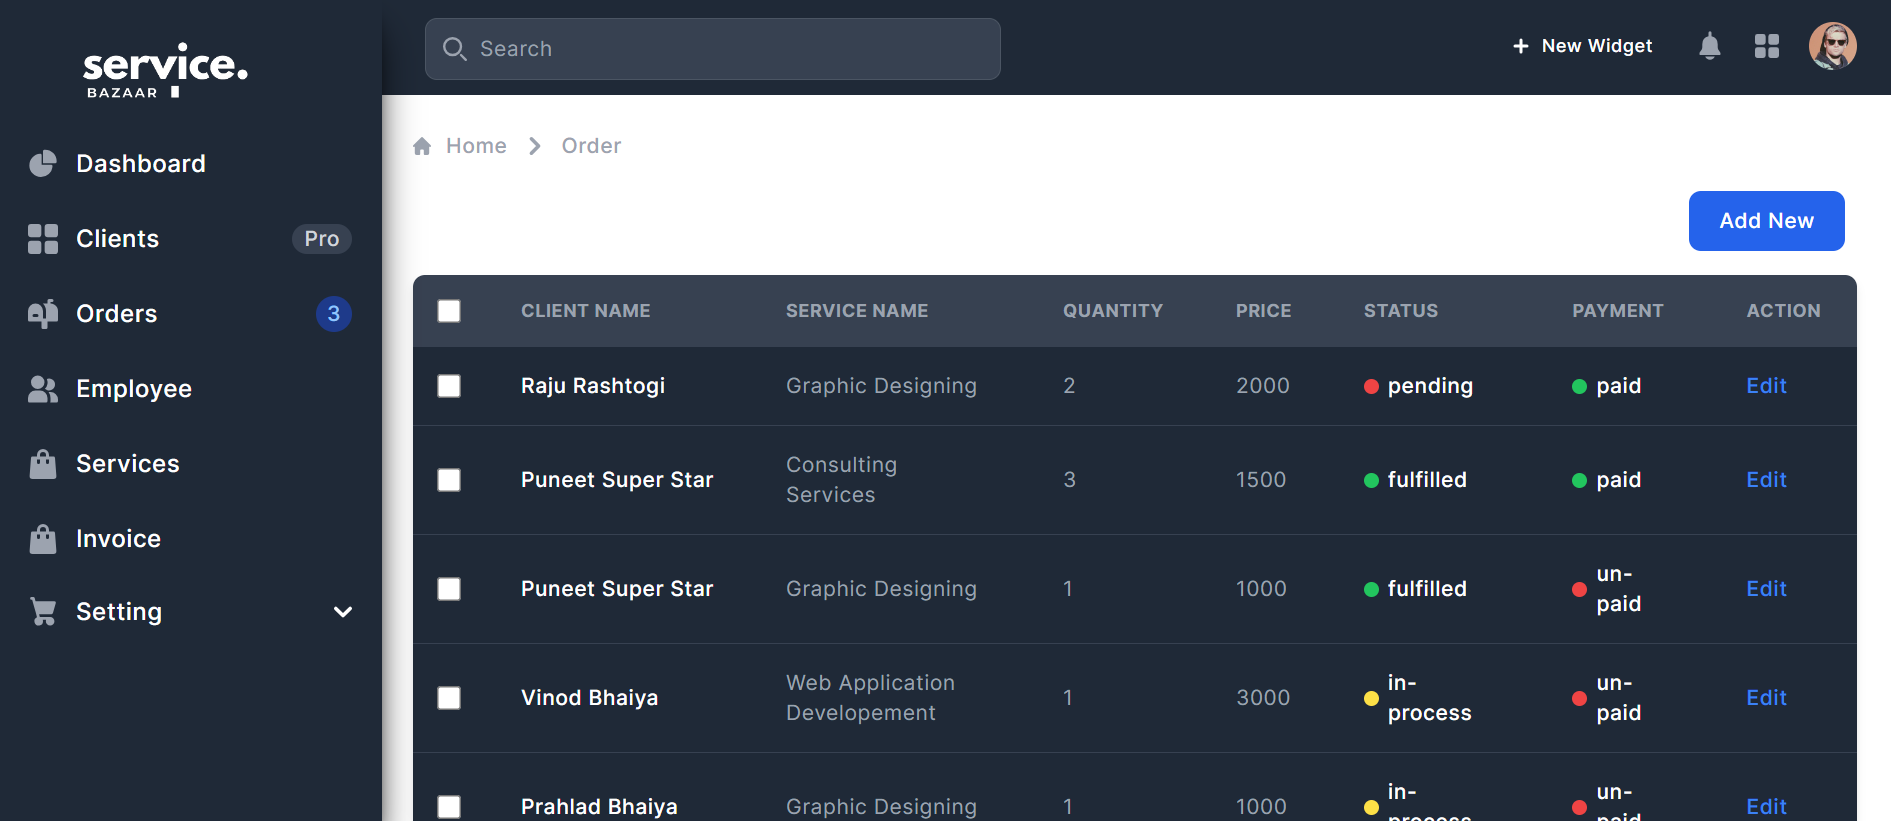 service.
BAZAAR
Search
New Widget
Dashboard
Clients
Pro
Orders
3
Employee
Services
Invoice
Setting
Home
Order
Add New
CLIENT NAME SERVICE NAME QUANTITY PRICE STATUS PAYMENT ACTION
Raju Rashtogi Graphic Designing 2 2000 pending paid Edit
Puneet Super Star
Consulting
Services
3 1500 fulfilled paid Edit
Puneet Super Star Graphic Designing 1 1000 fulfilled
un-
paid
Edit
Vinod Bhaiya
Web Application
Developement
1 3000
in-
process
un-
paid
Edit
Prahlad Bhaiya Graphic Designing 1 1000
in-
process
un-
paid
Edit